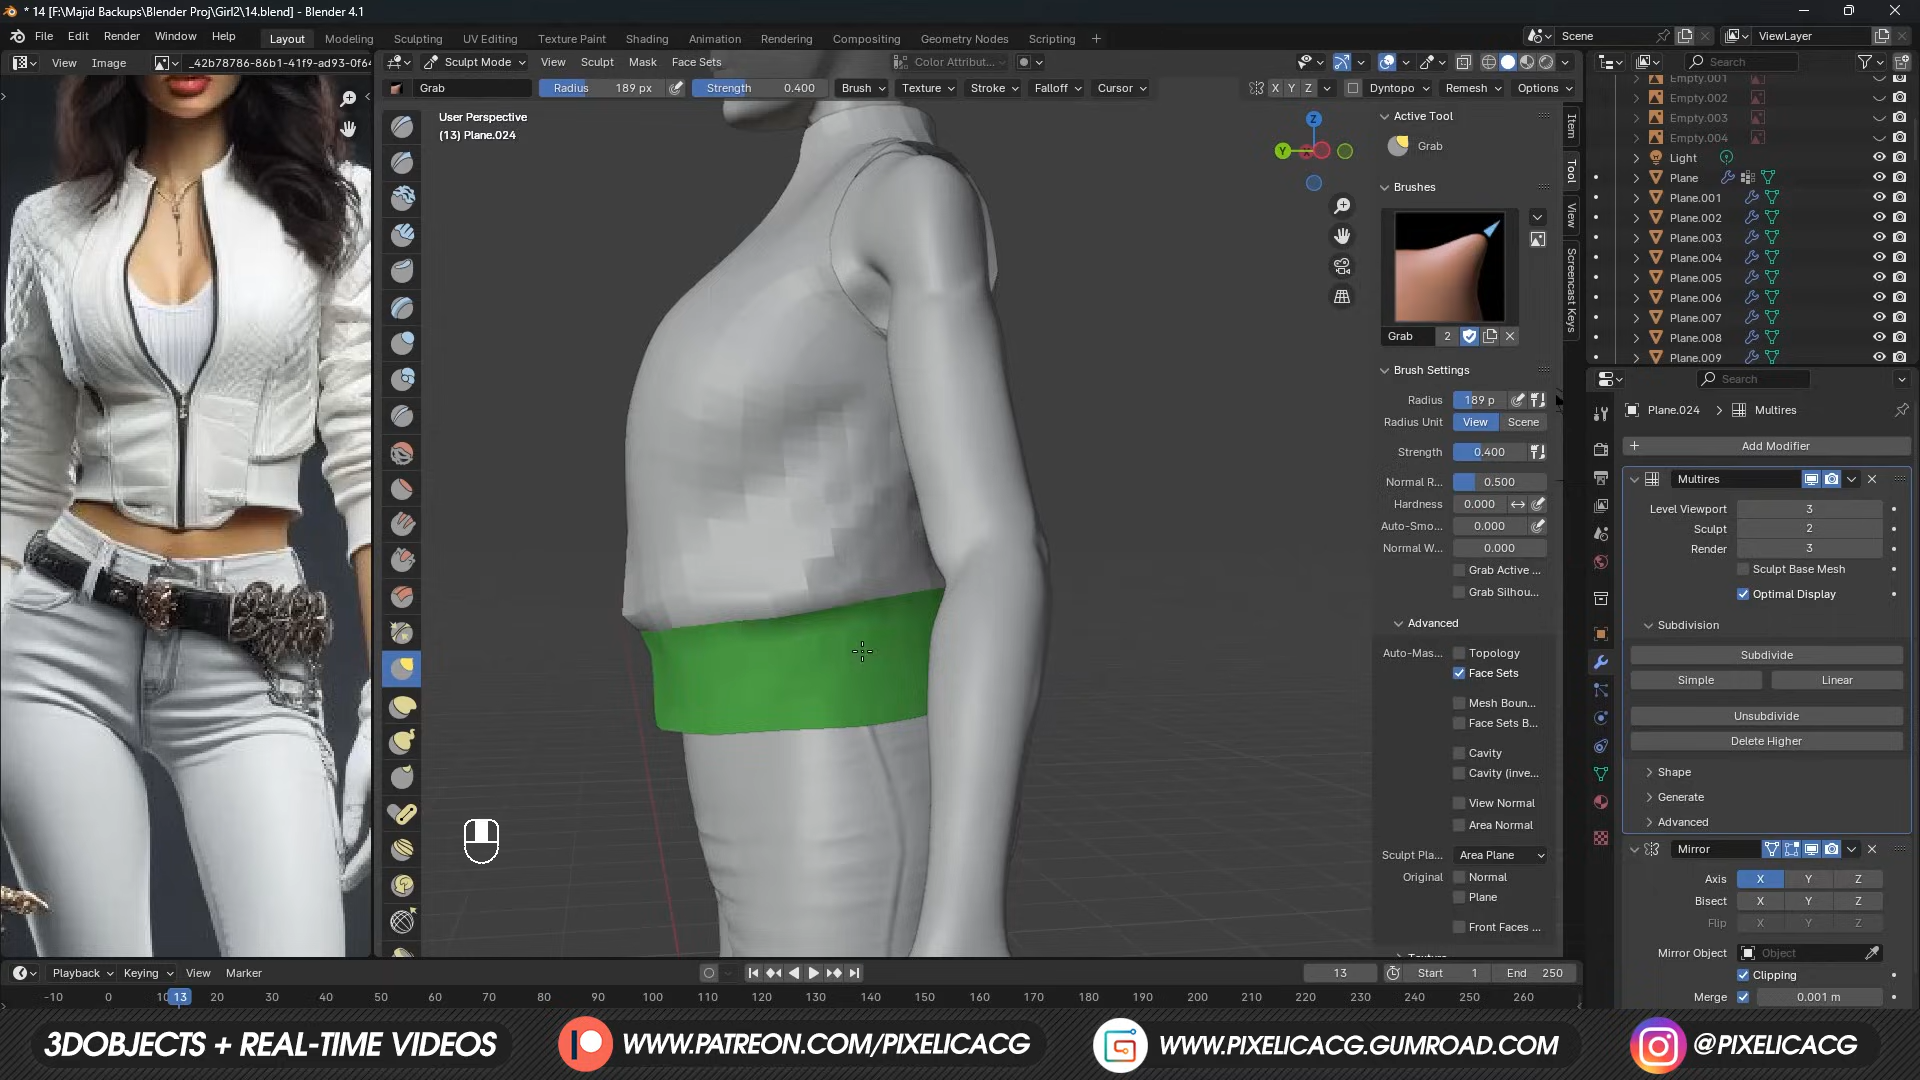 * 14 [F:\Majid Backups\Blender Proj\Girl2\14.blend] - Blender 4.1
File Edit Render Window Help
Layout Modeling Sculpting UV Editing Texture Paint Shading Animation Rendering Compositing Geometry Nodes Scripting +
Scene ViewLayer
View Image _42b78786-86b1-41f9-ad93-0f64
Sculpt Mode View Sculpt Mask Face Sets Color Attribut... Search
Grab Radius 189 px Strength 0.400 Brush Texture Stroke Falloff Cursor X Y Z Dyntopo Remesh Options
User Perspective
(13) Plane.024
Z
Y
Active Tool
Grab
Brushes
Grab 2
Brush Settings
Radius 189 p
Radius Unit View Scene
Strength 0.400
Normal R... 0.500
Hardness 0.000
Auto-Smo... 0.000
Normal W... 0.000
Grab Active ...
Grab Silhou...
Advanced
Auto-Mas... Topology
Face Sets
Mesh Boun...
Face Sets B...
Cavity
Cavity (inve...
View Normal
Area Normal
Sculpt Pla... Area Plane
Original Normal
Plane
Front Faces ...
Texture
Item
Tool
View
Screencast Keys
Empty.001
Empty.002
Empty.003
Empty.004
Light
Plane
Plane.001
Plane.002
Plane.003
Plane.004
Plane.005
Plane.006
Plane.007
Plane.008
Plane.009
Search
Plane.024 > Multires
+ Add Modifier
Multires
Level Viewport 3
Sculpt 2
Render 3
Sculpt Base Mesh
Optimal Display
Subdivision
Subdivide
Simple Linear
Unsubdivide
Delete Higher
Shape
Generate
Advanced
Mirror
Axis X Y Z
Bisect X Y Z
Flip X Y Z
Mirror Object Object
Clipping
Merge 0.001 m
Playback Keying View Marker 13 Start 1 End 250
-10 0 10 13 20 30 40 50 60 70 80 90 100 110 120 130 140 150 160 170 180 190 200 210 220 230 240 250 260
3DOBJECTS + REAL-TIME VIDEOS WWW.PATREON.COM/PIXELICACG WWW.PIXELICACG.GUMROAD.COM @PIXELICACG